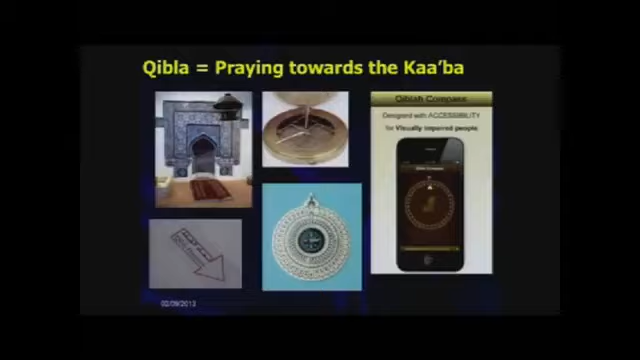 Qibla = Praying towards the Kaa'ba
Qiblah Compass
Designed with ACCESSIBILITY
for Visually impaired people.
02/09/2013